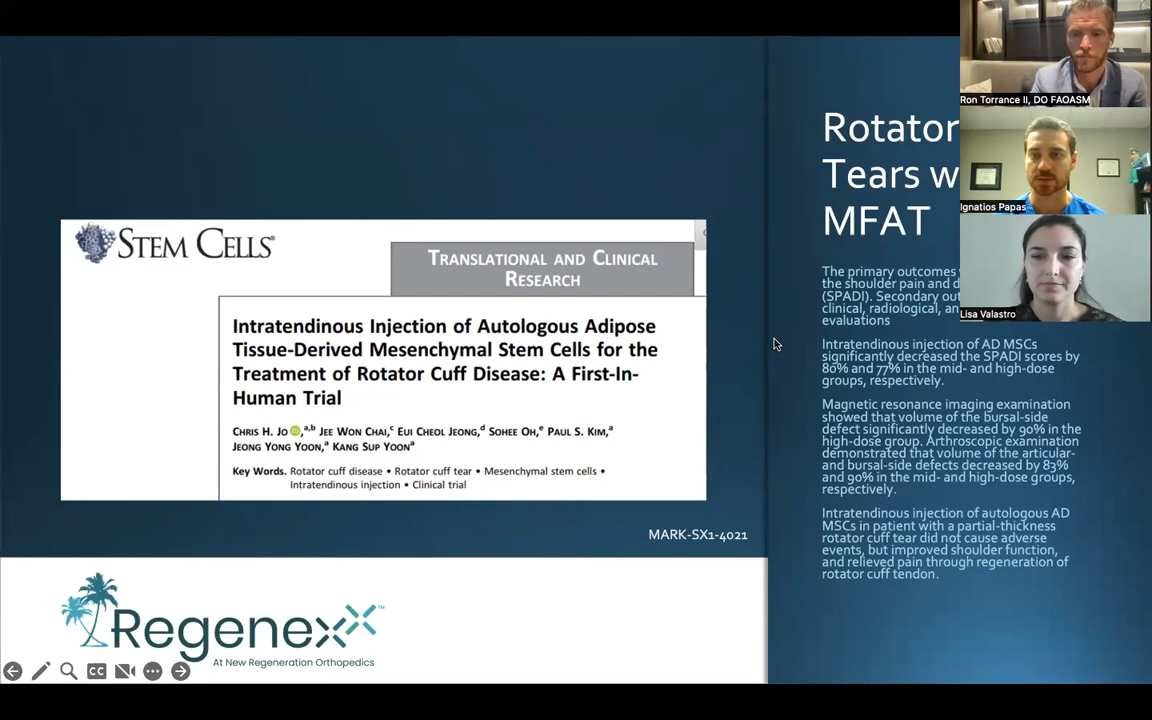 STEM CELLS®
TRANSLATIONAL AND CLINICAL
RESEARCH
Intratendinous Injection of Autologous Adipose
Tissue-Derived Mesenchymal Stem Cells for the
Treatment of Rotator Cuff Disease: A First-In-
Human Trial
CHRIS H. JO,a,b JEE WON CHAI,c EUI CHEOL JEONG,d SOHEE OH,e PAUL S. KIM,a
JEONG YONG YOON,a KANG SUP YOONa
Key Words. Rotator cuff disease • Rotator cuff tear • Mesenchymal stem cells •
Intratendinous injection • Clinical trial
MARK-SX1-4021
Regenexx™
At New Regeneration Orthopedics
CC
Rotator
Tears w
MFAT
The primary outcomes
the shoulder pain and d
(SPADI). Secondary out
clinical, radiological, an
evaluations
Intratendinous injection of AD MSCs
significantly decreased the SPADI scores by
80% and 77% in the mid- and high-dose
groups, respectively.
Magnetic resonance imaging examination
showed that volume of the bursal-side
defect significantly decreased by 90% in the
high-dose group. Arthroscopic examination
demonstrated that volume of the articular-
and bursal-side defects decreased by 83%
and 90% in the mid- and high-dose groups,
respectively.
Intratendinous injection of autologous AD
MSCs in patient with a partial-thickness
rotator cuff tear did not cause adverse
events, but improved shoulder function,
and relieved pain through regeneration of
rotator cuff tendon.
Ron Torrance II, DO FAOASM
Ignatios Papas
Lisa Valastro